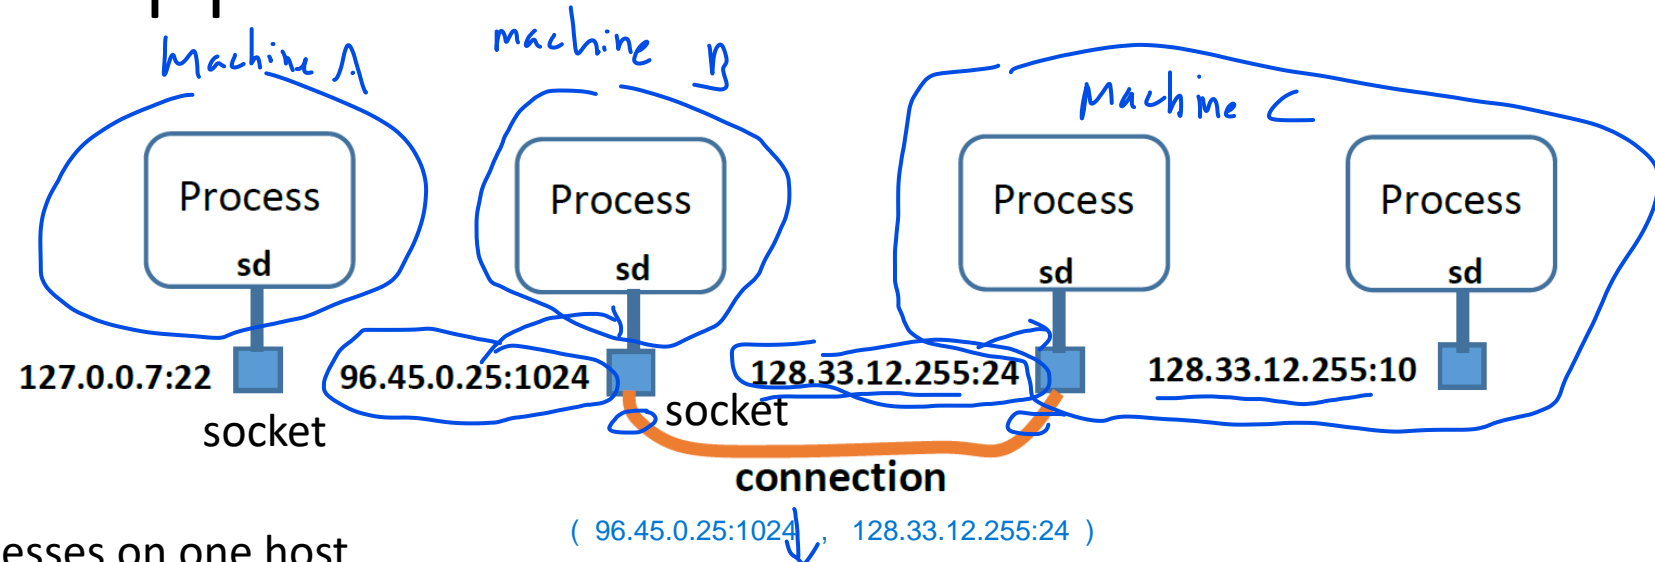 Machine A
machine B
Machine C
Process
Process
Process
Process
sd
sd
sd
sd
127.0.0.7:22
96.45.0.25:1024
128.33.12.255:24
128.33.12.255:10
socket
socket
connection
( 96.45.0.25:1024 , 128.33.12.255:24 )
esses on one host